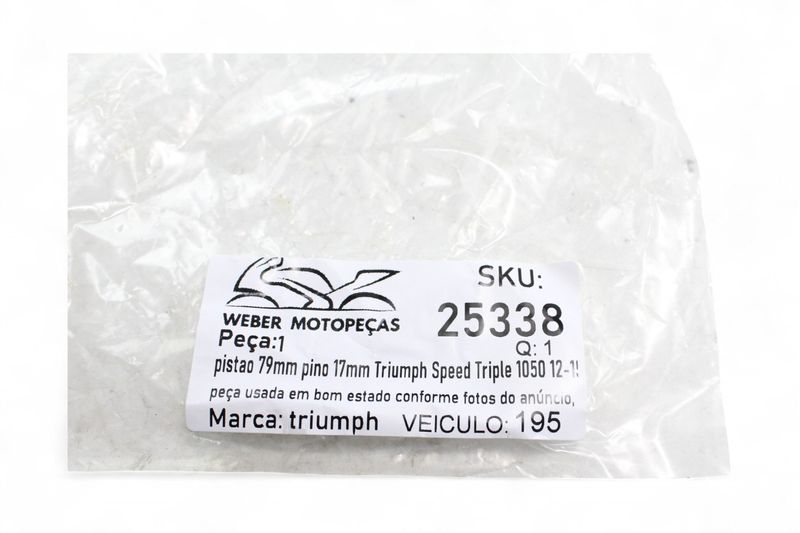 SKU:
WEBER MOTOPEÇAS
25338
Peça:1
Q: 1
pistao 79mm pino 17mm Triumph Speed Triple 1050 12-15
peça usada em bom estado conforme fotos do anúncio,
Marca: triumph VEICULO: 195